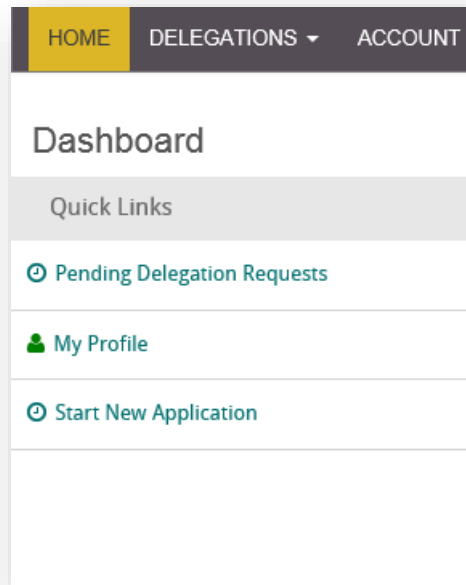 HOME DELEGATIONS ACCOUNT
Dashboard
Quick Links
Pending Delegation Requests
My Profile
Start New Application